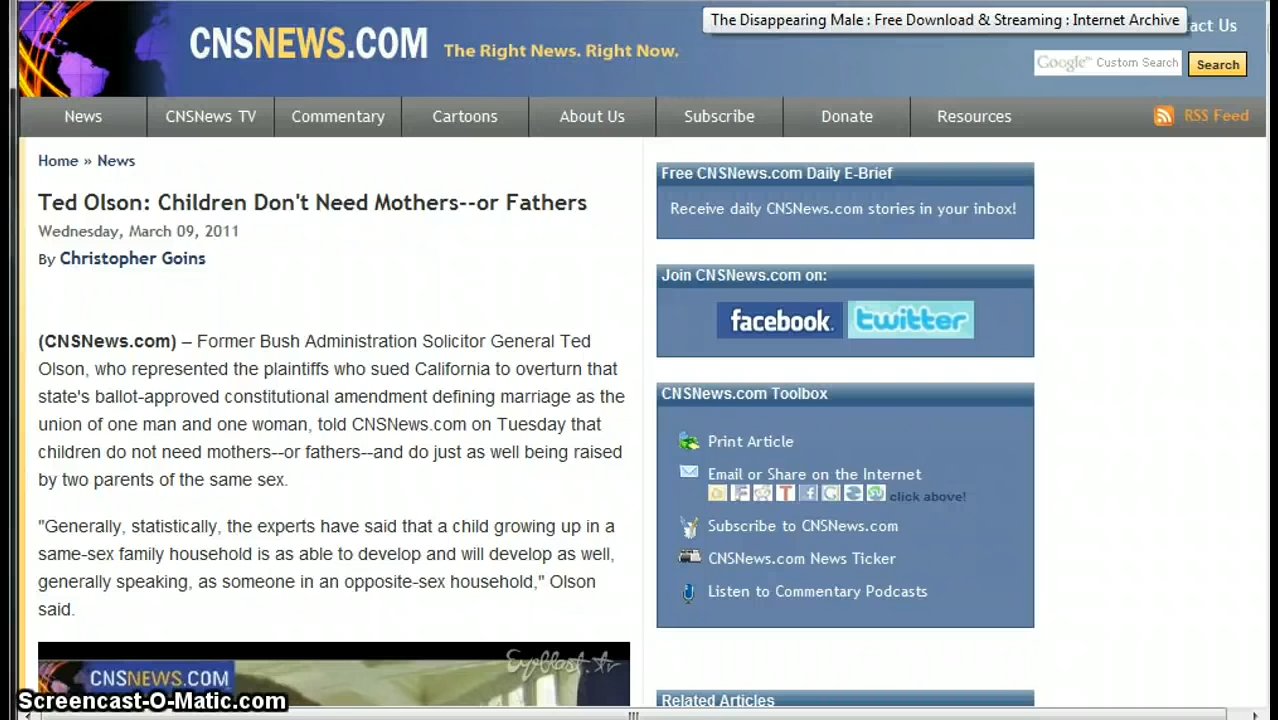 The Disappearing Male : Free Download & Streaming : Internet Archive
act Us
CNSNEWS.COM The Right News. Right Now.
Google™ Custom Search Search
News CNSNews TV Commentary Cartoons About Us Subscribe Donate Resources RSS Feed
Home » News
Ted Olson: Children Don't Need Mothers--or Fathers
Wednesday, March 09, 2011
By Christopher Goins
(CNSNews.com) – Former Bush Administration Solicitor General Ted
Olson, who represented the plaintiffs who sued California to overturn that
state's ballot-approved constitutional amendment defining marriage as the
union of one man and one woman, told CNSNews.com on Tuesday that
children do not need mothers--or fathers--and do just as well being raised
by two parents of the same sex.
"Generally, statistically, the experts have said that a child growing up in a
same-sex family household is as able to develop and will develop as well,
generally speaking, as someone in an opposite-sex household," Olson
said.
Eyeblast.tv
CNSNEWS.COM
Screencast-O-Matic.com
Free CNSNews.com Daily E-Brief
Receive daily CNSNews.com stories in your inbox!
Join CNSNews.com on:
facebook. twitter
CNSNews.com Toolbox
Print Article
Email or Share on the Internet
click above!
Subscribe to CNSNews.com
CNSNews.com News Ticker
Listen to Commentary Podcasts
Related Articles